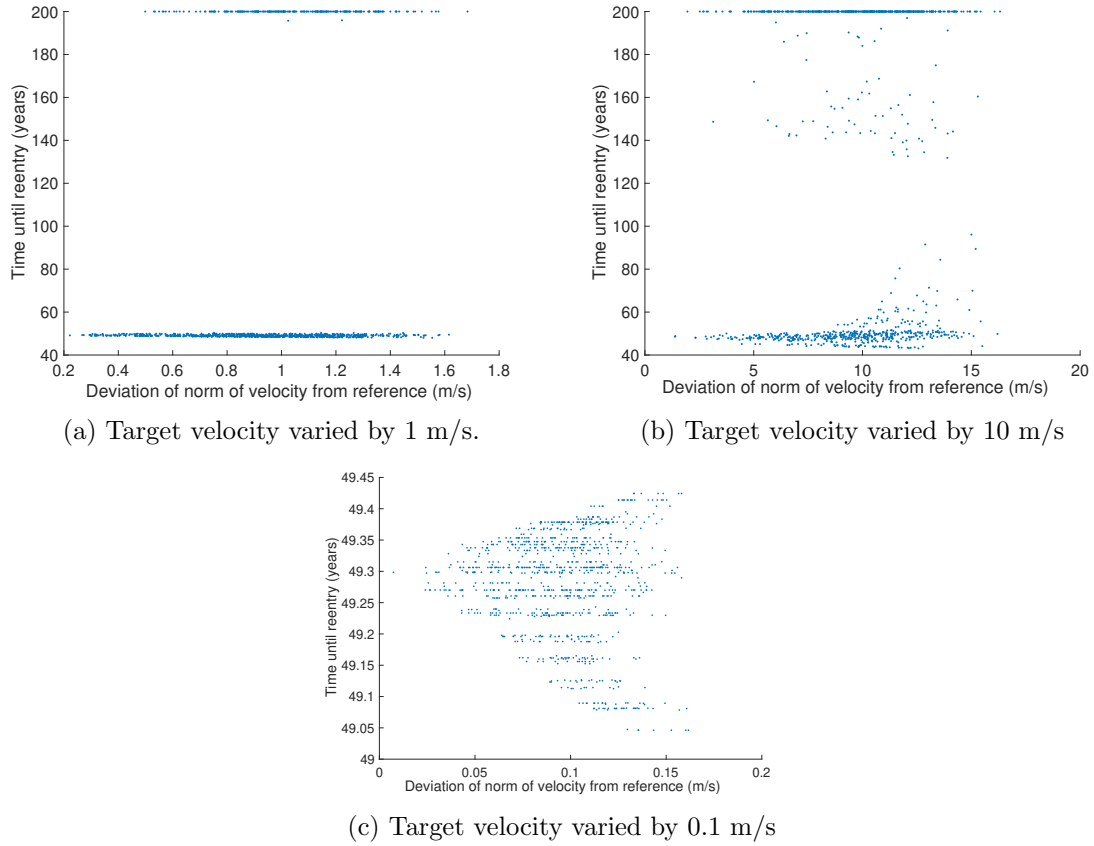 200
180
160
140
120
100
80
60
40
Time until reentry (years)
0.2 0.4 0.6 0.8 1 1.2 1.4 1.6 1.8
Deviation of norm of velocity from reference (m/s)
(a) Target velocity varied by 1 m/s.
200
180
160
140
120
100
80
60
40
Time until reentry (years)
0 5 10 15 20
Deviation of norm of velocity from reference (m/s)
(b) Target velocity varied by 10 m/s
49.45
49.4
49.35
49.3
49.25
49.2
49.15
49.1
49.05
49
Time until reentry (years)
0 0.05 0.1 0.15 0.2
Deviation of norm of velocity from reference (m/s)
(c) Target velocity varied by 0.1 m/s